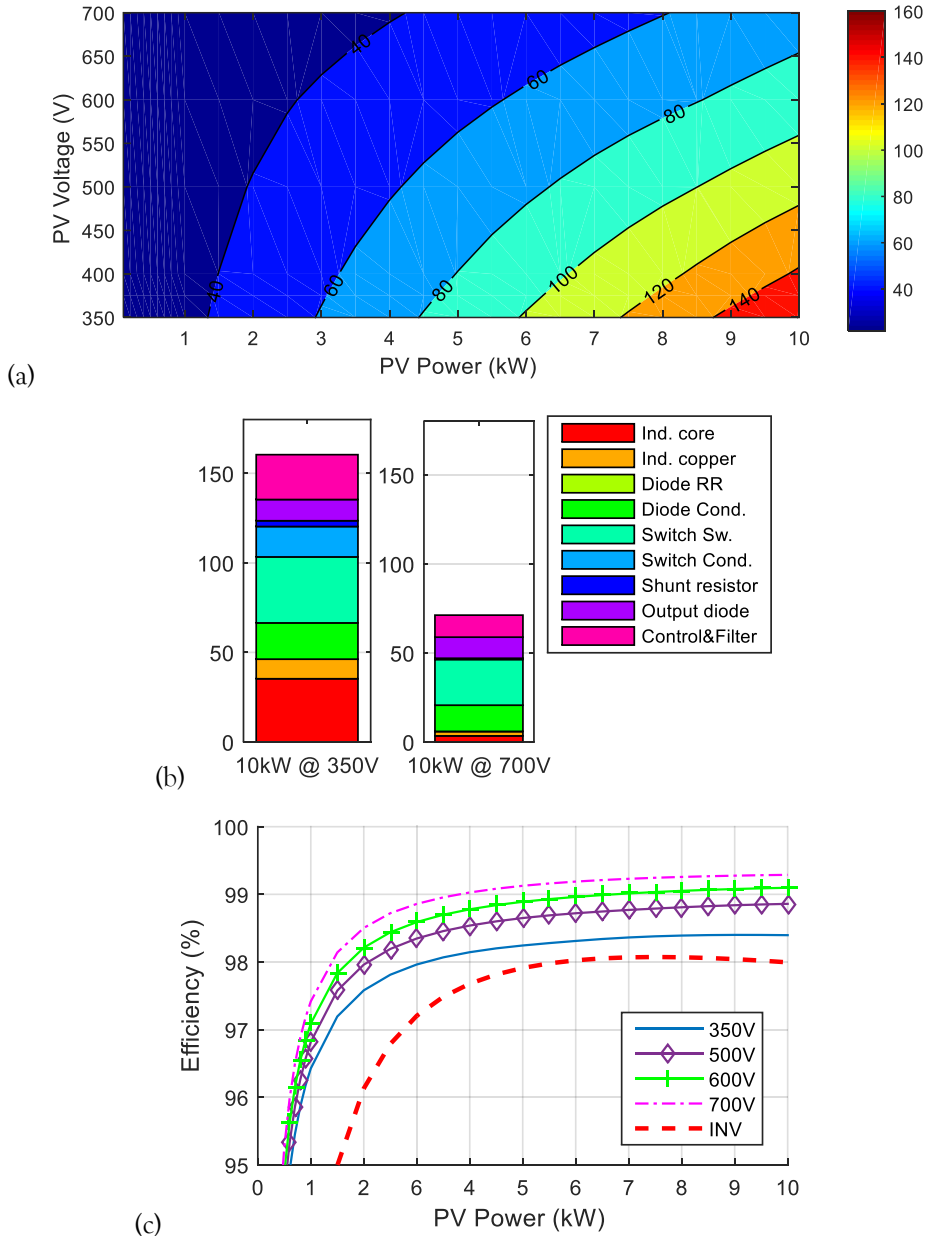 700
650
600
550
500
450
400
350
PV Voltage (V)
40
60
80
40
60
80
100
120
140
1 2 3 4 5 6 7 8 9 10
PV Power (kW)
160
140
120
100
80
60
40
(a)
150
100
50
0
10kW @ 350V
150
100
50
0
10kW @ 700V
Ind. core
Ind. copper
Diode RR
Diode Cond.
Switch Sw.
Switch Cond.
Shunt resistor
Output diode
Control&Filter
(b)
100
99
98
97
96
95
Efficiency (%)
350V
500V
600V
700V
INV
0 1 2 3 4 5 6 7 8 9 10
PV Power (kW)
(c)